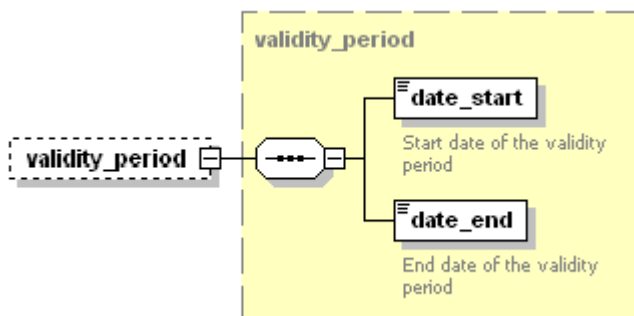 validity_period
date_start
Start date of the validity
period
validity_period
date_end
End date of the validity
period